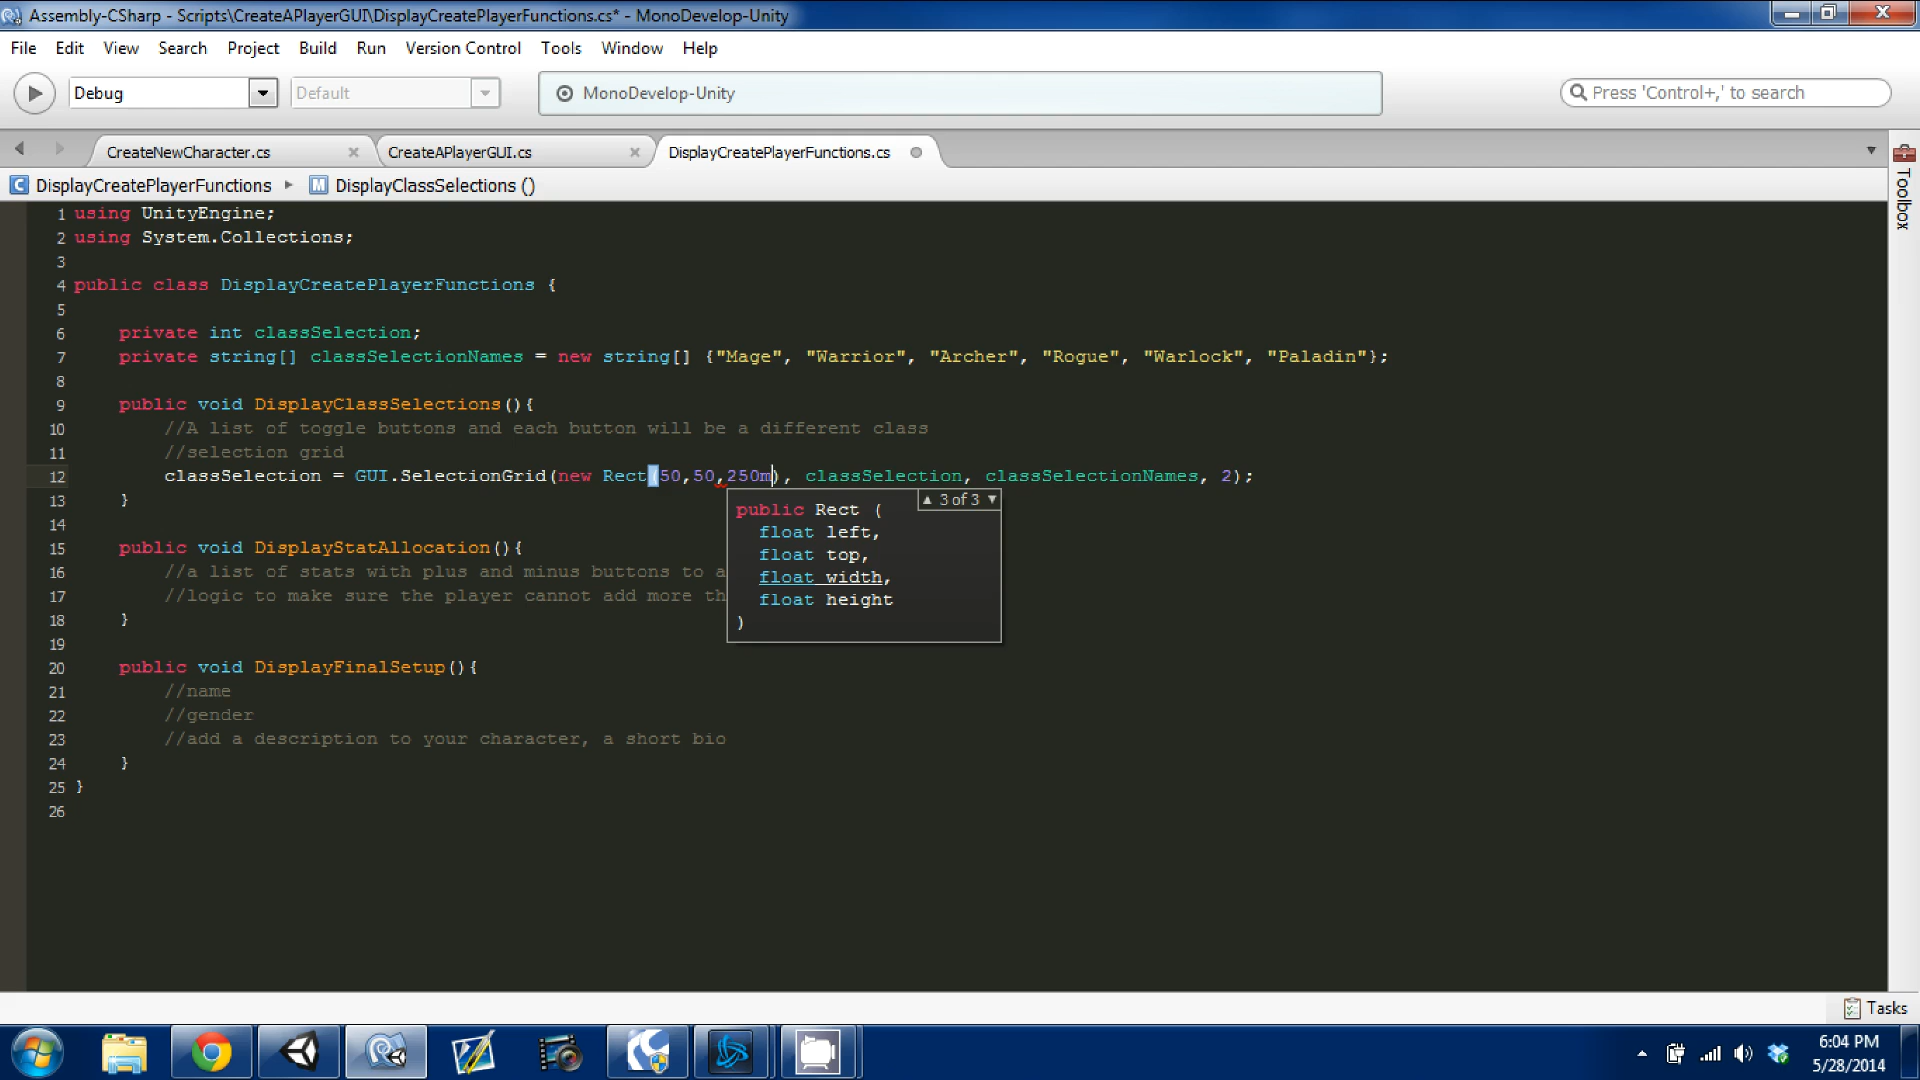 Assembly-CSharp - Scripts\CreateAPlayerGUI\DisplayCreatePlayerFunctions.cs* - MonoDevelop-Unity
File Edit View Search Project Build Run Version Control Tools Window Help
Debug Default MonoDevelop-Unity Press 'Control+,' to search
CreateNewCharacter.cs CreateAPlayerGUI.cs DisplayCreatePlayerFunctions.cs
DisplayCreatePlayerFunctions DisplayClassSelections ()
Toolbox
1 using UnityEngine;
2 using System.Collections;
3
4 public class DisplayCreatePlayerFunctions {
5
6 private int classSelection;
7 private string[] classSelectionNames = new string[] {"Mage", "Warrior", "Archer", "Rogue", "Warlock", "Paladin"};
8
9 public void DisplayClassSelections(){
10 //A list of toggle buttons and each button will be a different class
11 //selection grid
12 classSelection = GUI.SelectionGrid(new Rect(50,50,250m), classSelection, classSelectionNames, 2);
13 }
14
15 public void DisplayStatAllocation(){
16 //a list of stats with plus and minus buttons to a
17 //logic to make sure the player cannot add more th
18 }
19
20 public void DisplayFinalSetup(){
21 //name
22 //gender
23 //add a description to your character, a short bio
24 }
25 }
26
▲ 3 of 3 ▼
public Rect (
float left,
float top,
float width,
float height
)
Tasks
6:04 PM
5/28/2014